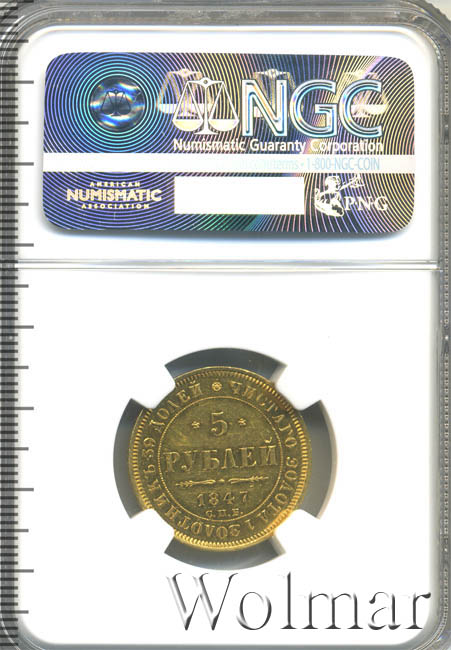 NGC
Numismatic Guaranty Corporation
1-800-NGC-COIN
AMERICAN
NUMISMATIC
ASSOCIATION
PNG
* ЧИСТАГО ЗОЛОТА 1 ЗОЛОТНИКЪ 39 ДОЛЕЙ
* 5 *
РУБЛЕЙ
1847
С.П.Б.
Wolmar